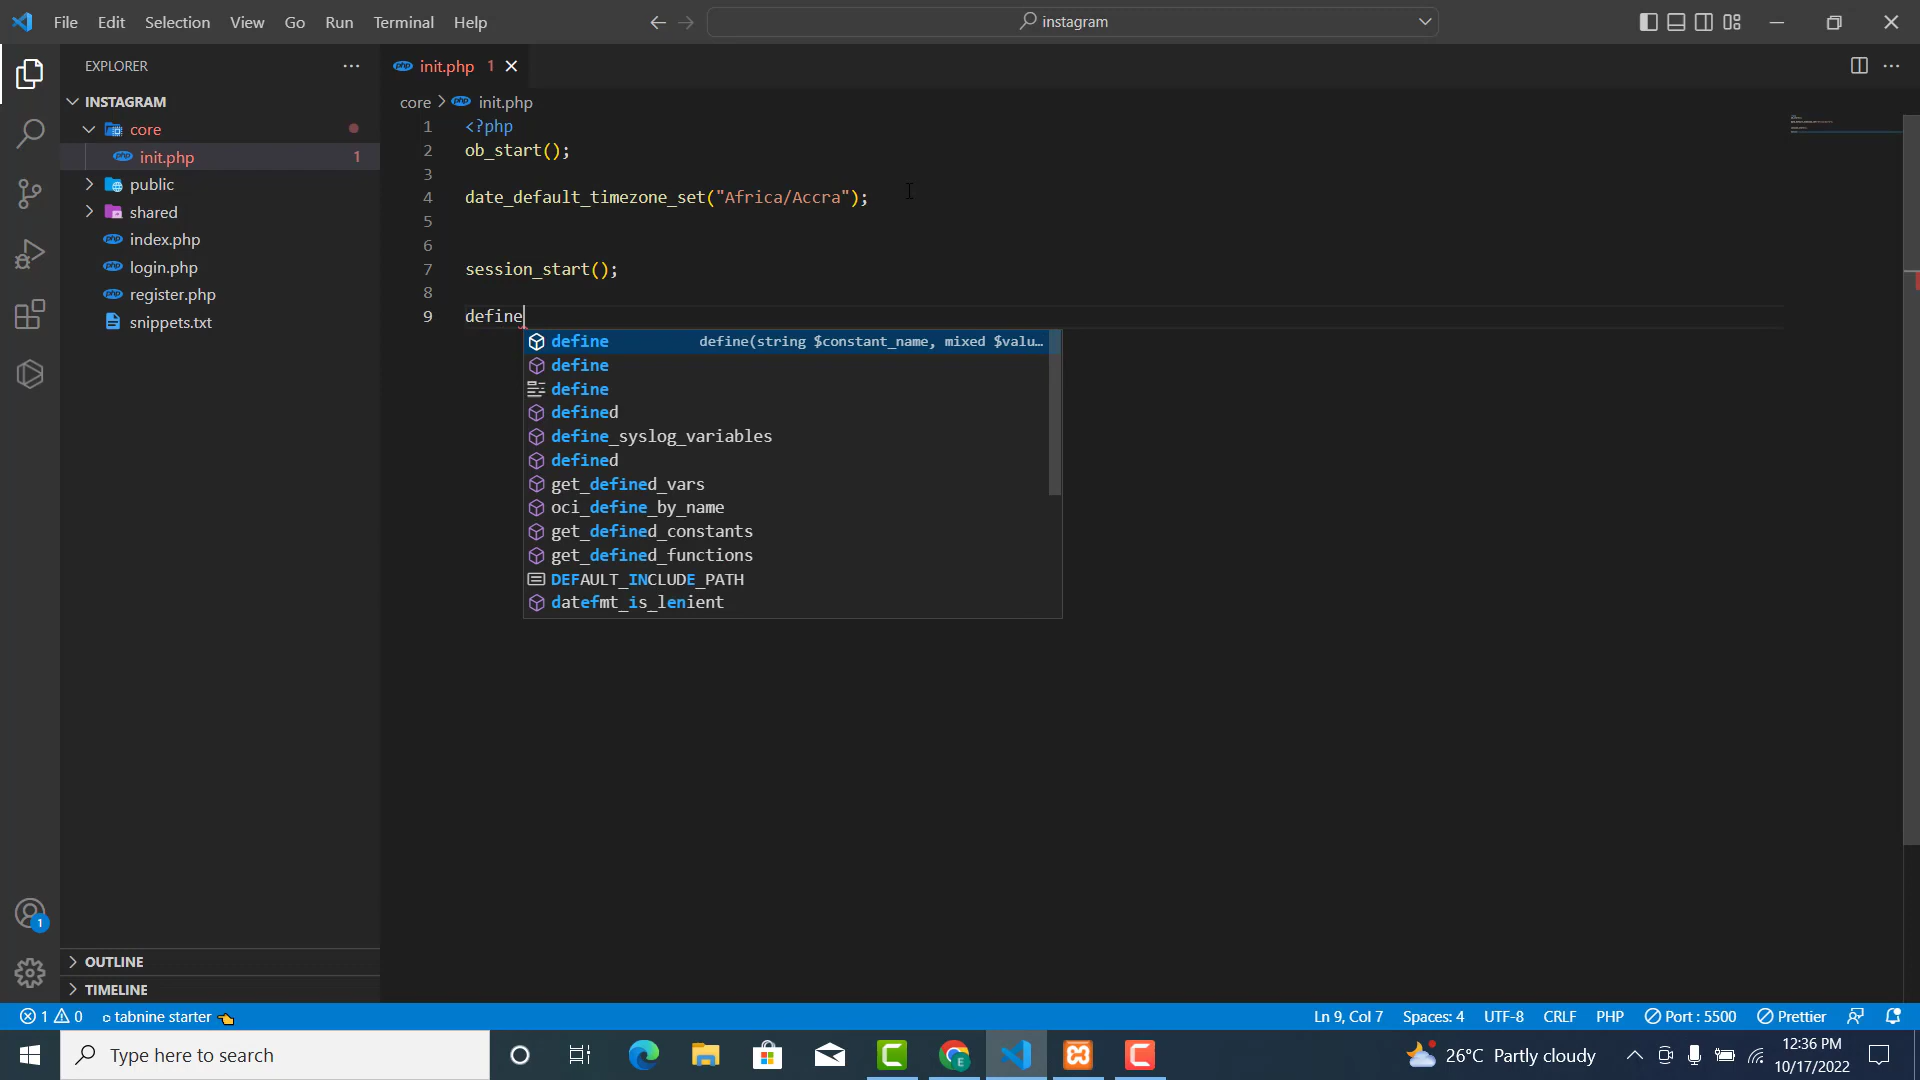 File Edit Selection View Go Run Terminal Help
instagram
EXPLORER
INSTAGRAM
core
init.php 1
public
shared
index.php
login.php
register.php
snippets.txt
OUTLINE
TIMELINE
init.php 1
core > init.php
1 <?php
2 ob_start();
3
4 date_default_timezone_set("Africa/Accra");
5
6
7 session_start();
8
9 define
define define(string $constant_name, mixed $valu…
define
define
defined
define_syslog_variables
defined
get_defined_vars
oci_define_by_name
get_defined_constants
get_defined_functions
DEFAULT_INCLUDE_PATH
datefmt_is_lenient
1
1 0 tabnine starter
Ln 9, Col 7 Spaces: 4 UTF-8 CRLF PHP Port : 5500 Prettier
Type here to search
26°C Partly cloudy
12:36 PM
10/17/2022